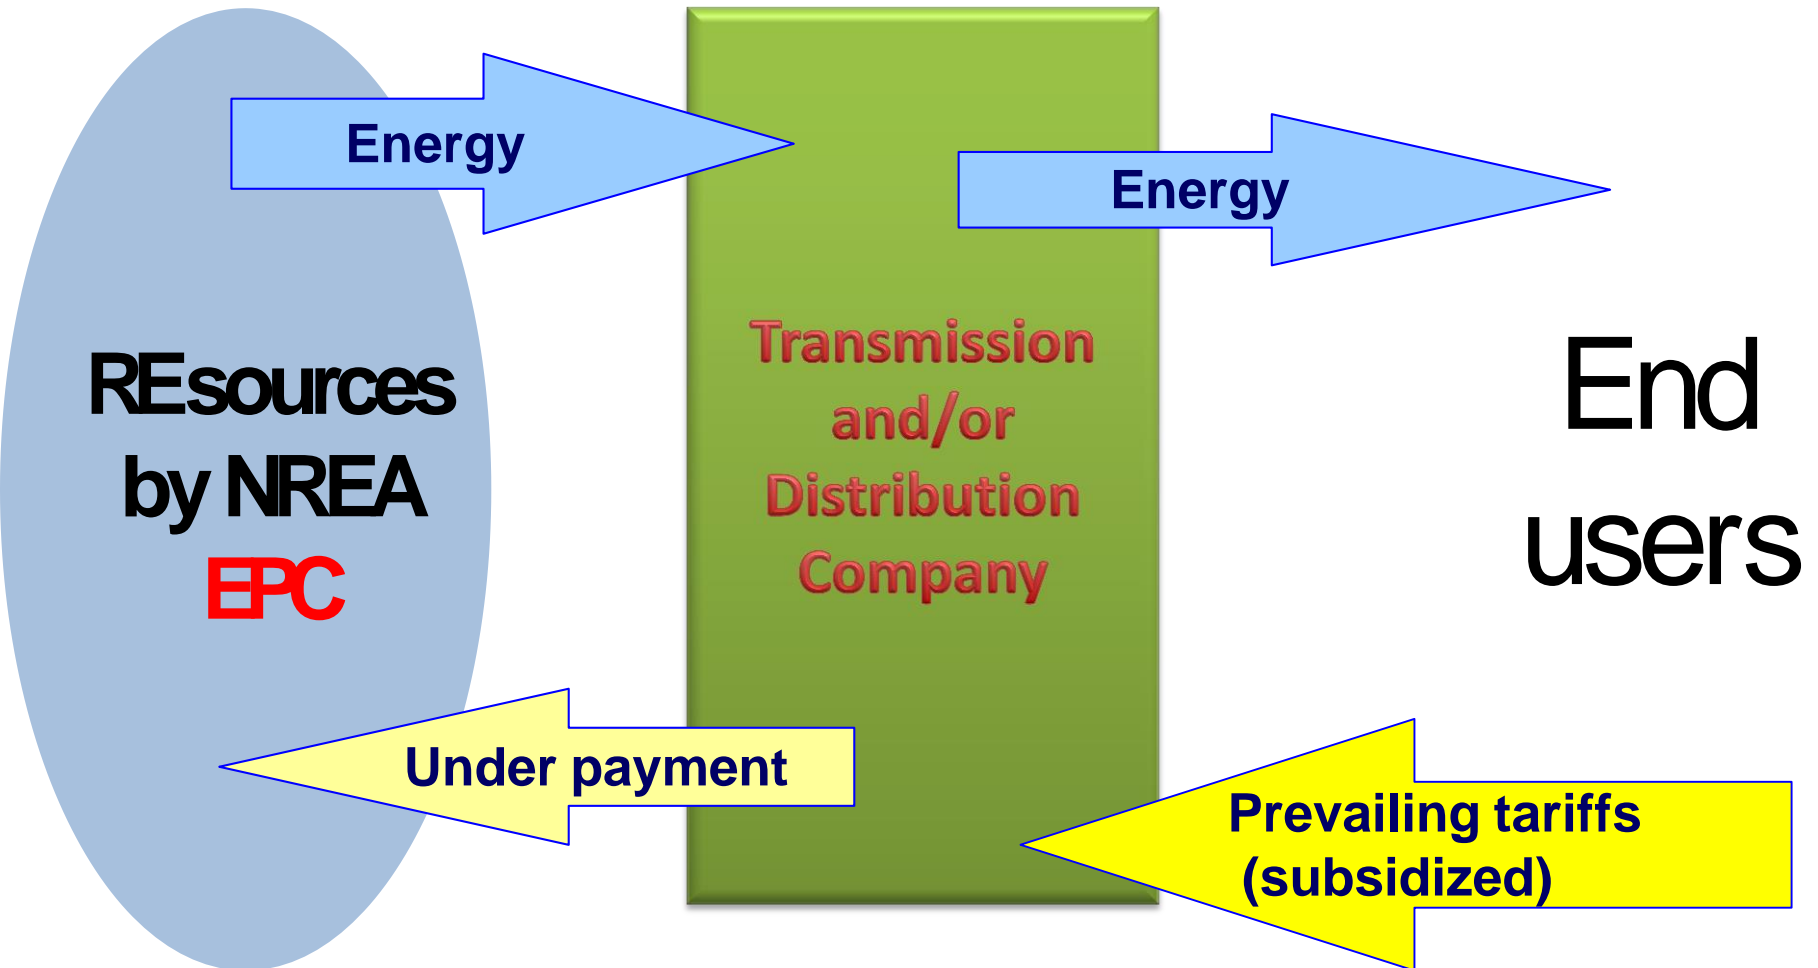 Energy
Energy
REsources
by NREA
EPC
Transmission
and/or
Distribution
Company
End
users
Under payment
Prevailing tariffs
(subsidized)